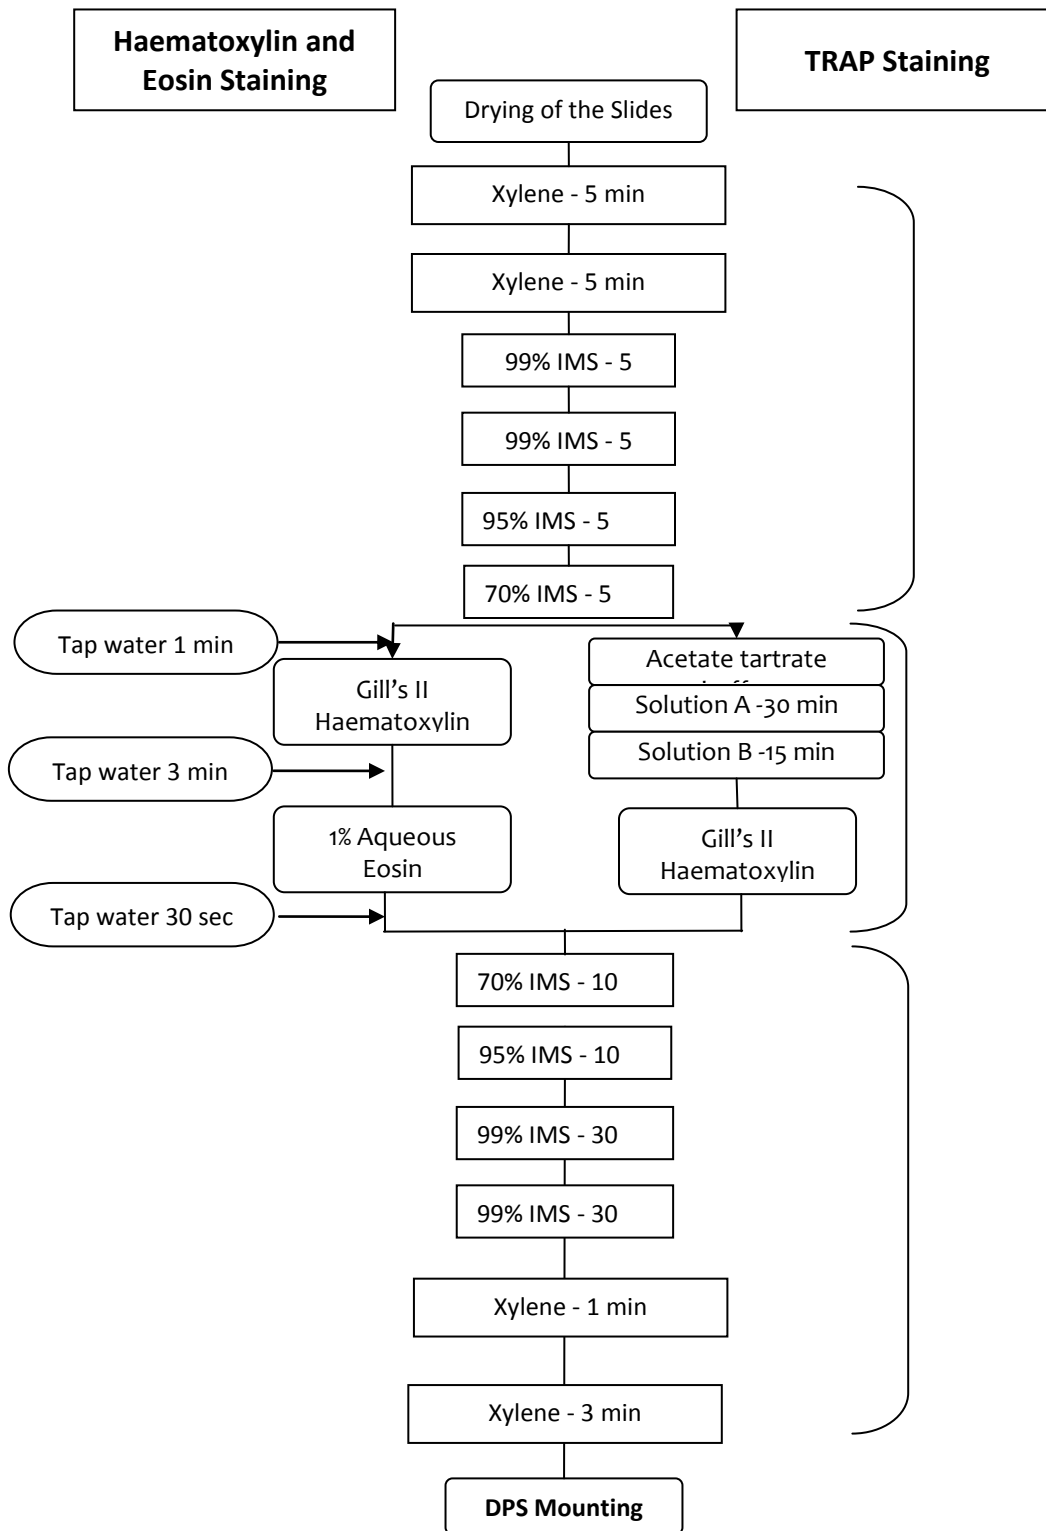 Haematoxylin and
Eosin Staining
TRAP Staining
Drying of the Slides
Xylene - 5 min
Xylene - 5 min
99% IMS - 5
99% IMS - 5
95% IMS - 5
70% IMS - 5
Tap water 1 min
Gill's II
Haematoxylin
Acetate tartrate
Solution A -30 min
Solution B -15 min
Tap water 3 min
1% Aqueous
Eosin
Gill's II
Haematoxylin
Tap water 30 sec
70% IMS - 10
95% IMS - 10
99% IMS - 30
99% IMS - 30
Xylene - 1 min
Xylene - 3 min
DPS Mounting